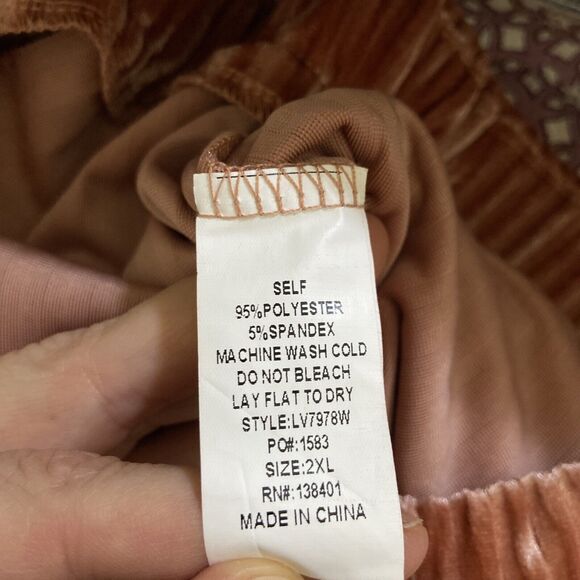 SELF
95%POLYESTER
5%SPANDEX
MACHINE WASH COLD
DO NOT BLEACH
LAY FLAT TO DRY
STYLE:LV7978W
PO#:1583
SIZE:2XL
RN#:138401
MADE IN CHINA